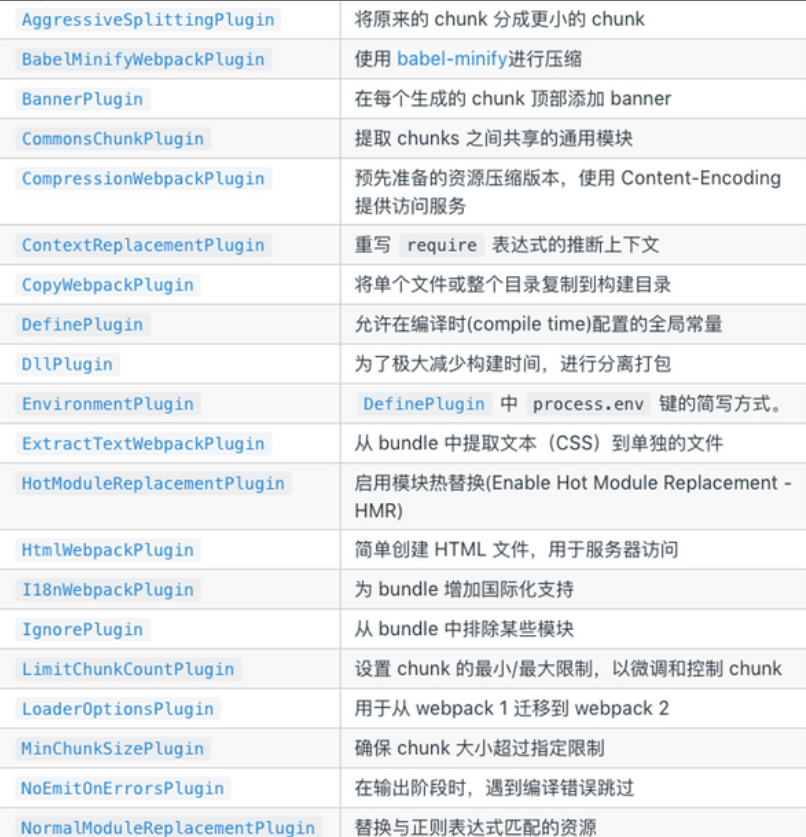 AggressiveSplittingPlugin 将原来的 chunk 分成更小的 chunk
BabelMinifyWebpackPlugin 使用 babel-minify进行压缩
BannerPlugin 在每个生成的 chunk 顶部添加 banner
CommonsChunkPlugin 提取 chunks 之间共享的通用模块
CompressionWebpackPlugin 预先准备的资源压缩版本，使用 Content-Encoding
提供访问服务
ContextReplacementPlugin 重写 require 表达式的推断上下文
CopyWebpackPlugin 将单个文件或整个目录复制到构建目录
DefinePlugin 允许在编译时(compile time)配置的全局常量
DllPlugin 为了极大减少构建时间，进行分离打包
EnvironmentPlugin DefinePlugin 中 process.env 键的简写方式。
ExtractTextWebpackPlugin 从 bundle 中提取文本（CSS）到单独的文件
HotModuleReplacementPlugin 启用模块热替换(Enable Hot Module Replacement -
HMR)
HtmlWebpackPlugin 简单创建 HTML 文件，用于服务器访问
I18nWebpackPlugin 为 bundle 增加国际化支持
IgnorePlugin 从 bundle 中排除某些模块
LimitChunkCountPlugin 设置 chunk 的最小/最大限制，以微调和控制 chunk
LoaderOptionsPlugin 用于从 webpack 1 迁移到 webpack 2
MinChunkSizePlugin 确保 chunk 大小超过指定限制
NoEmitOnErrorsPlugin 在输出阶段时，遇到编译错误跳过
NormalModuleReplacementPlugin 替换与正则表达式匹配的资源